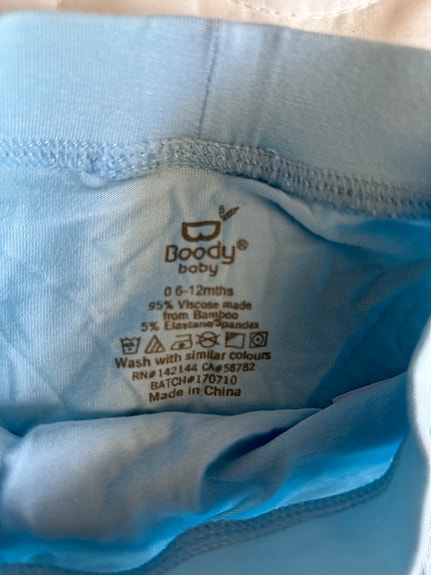 Boody®
baby
0 6-12mths
95% Viscose made
from Bamboo
5% Elastane/Spandex
Wash with similar colours
RN#142144 CA#58782
BATCH#170710
Made in China